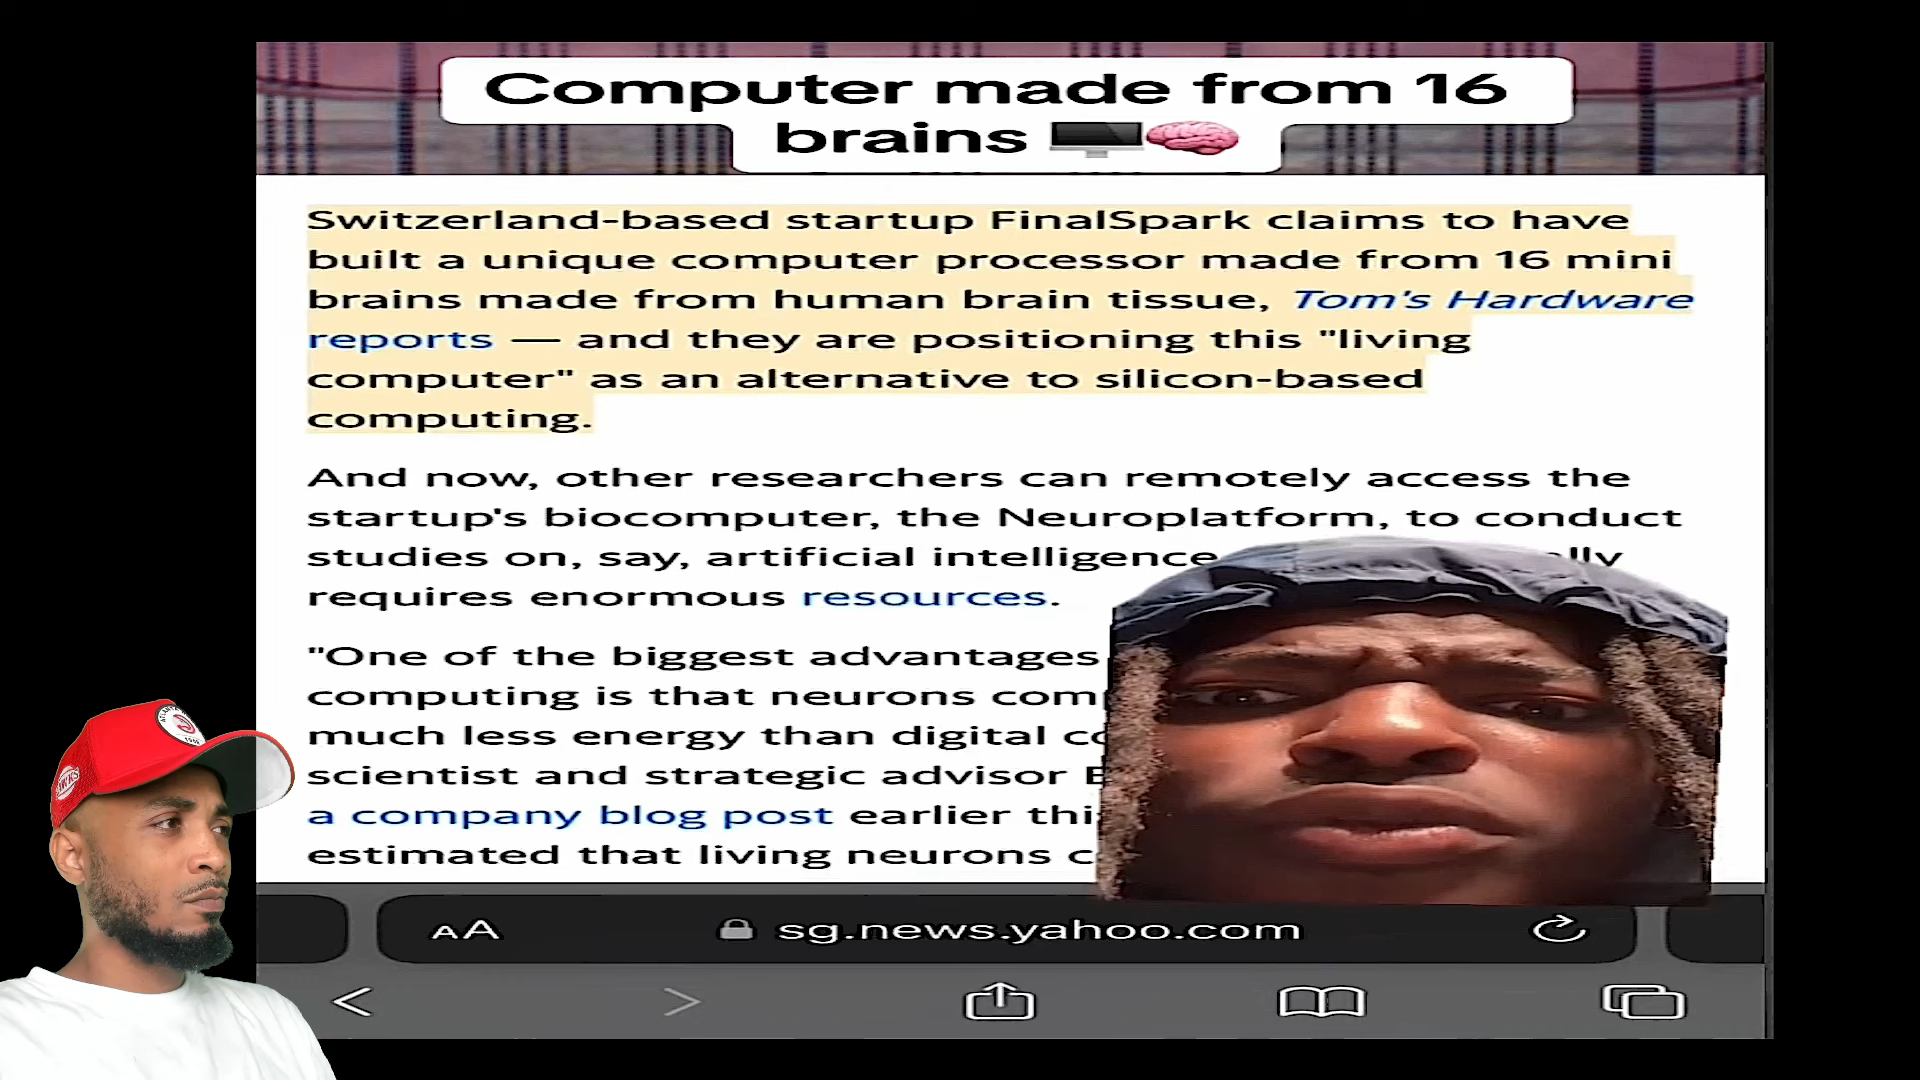 Computer made from 16
brains 🖥️🧠
Switzerland-based startup FinalSpark claims to have
built a unique computer processor made from 16 mini
brains made from human brain tissue, Tom's Hardware
reports — and they are positioning this "living
computer" as an alternative to silicon-based
computing.
And now, other researchers can remotely access the
startup's biocomputer, the Neuroplatform, to conduct
studies on, say, artificial intelligence
requires enormous resources.
"One of the biggest advantages
computing is that neurons
much less energy than digital
scientist and strategic advisor
a company blog post earlier
estimated that living neurons
AA sg.news.yahoo.com